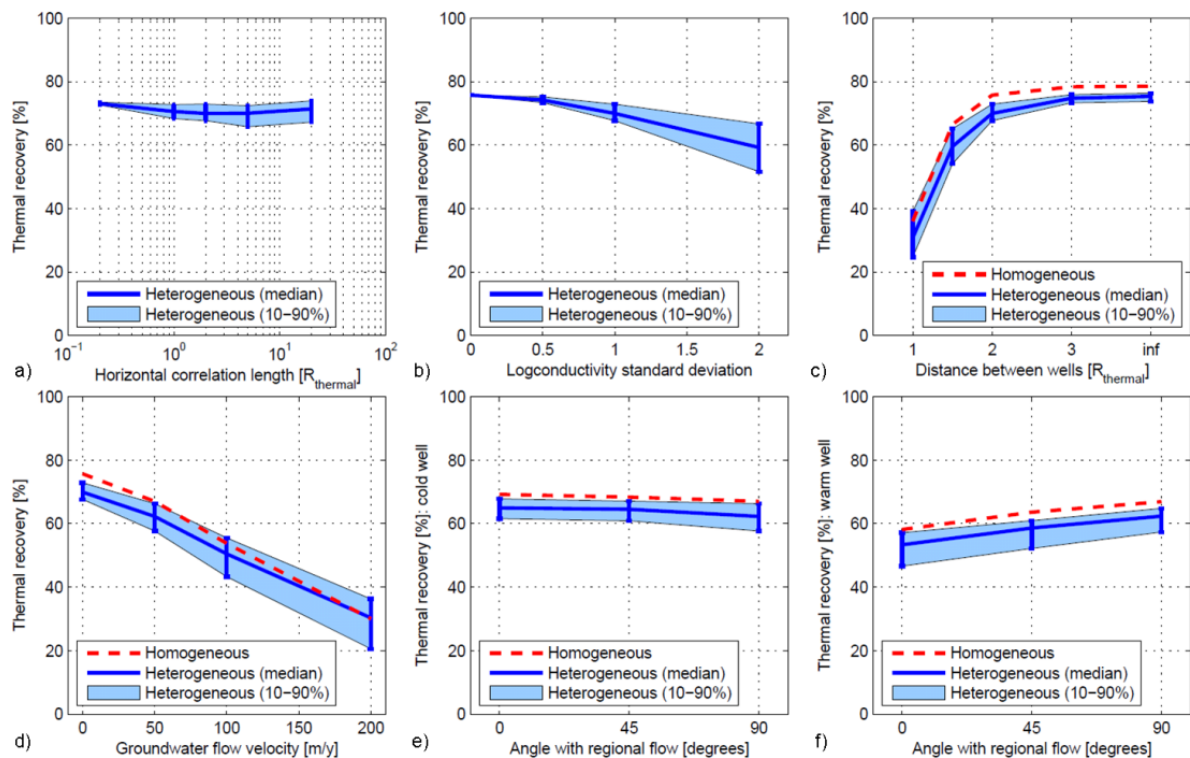 100
80
60
40
20
0
Thermal recovery [%]
Heterogeneous (median)
Heterogeneous (10−90%)
10⁻¹ 10⁰ 10¹ 10²
a) Horizontal correlation length [R_thermal]
100
80
60
40
20
0
Thermal recovery [%]
Heterogeneous (median)
Heterogeneous (10−90%)
0 0.5 1 1.5 2
b) Logconductivity standard deviation
100
80
60
40
20
0
Thermal recovery [%]
Homogeneous
Heterogeneous (median)
Heterogeneous (10−90%)
1 2 3 inf
c) Distance between wells [R_thermal]
100
80
60
40
20
0
Thermal recovery [%]
Homogeneous
Heterogeneous (median)
Heterogeneous (10−90%)
0 50 100 150 200
d) Groundwater flow velocity [m/y]
100
80
60
40
20
0
Thermal recovery [%]: cold well
Homogeneous
Heterogeneous (median)
Heterogeneous (10−90%)
0 45 90
e) Angle with regional flow [degrees]
100
80
60
40
20
0
Thermal recovery [%]: warm well
Homogeneous
Heterogeneous (median)
Heterogeneous (10−90%)
0 45 90
f) Angle with regional flow [degrees]